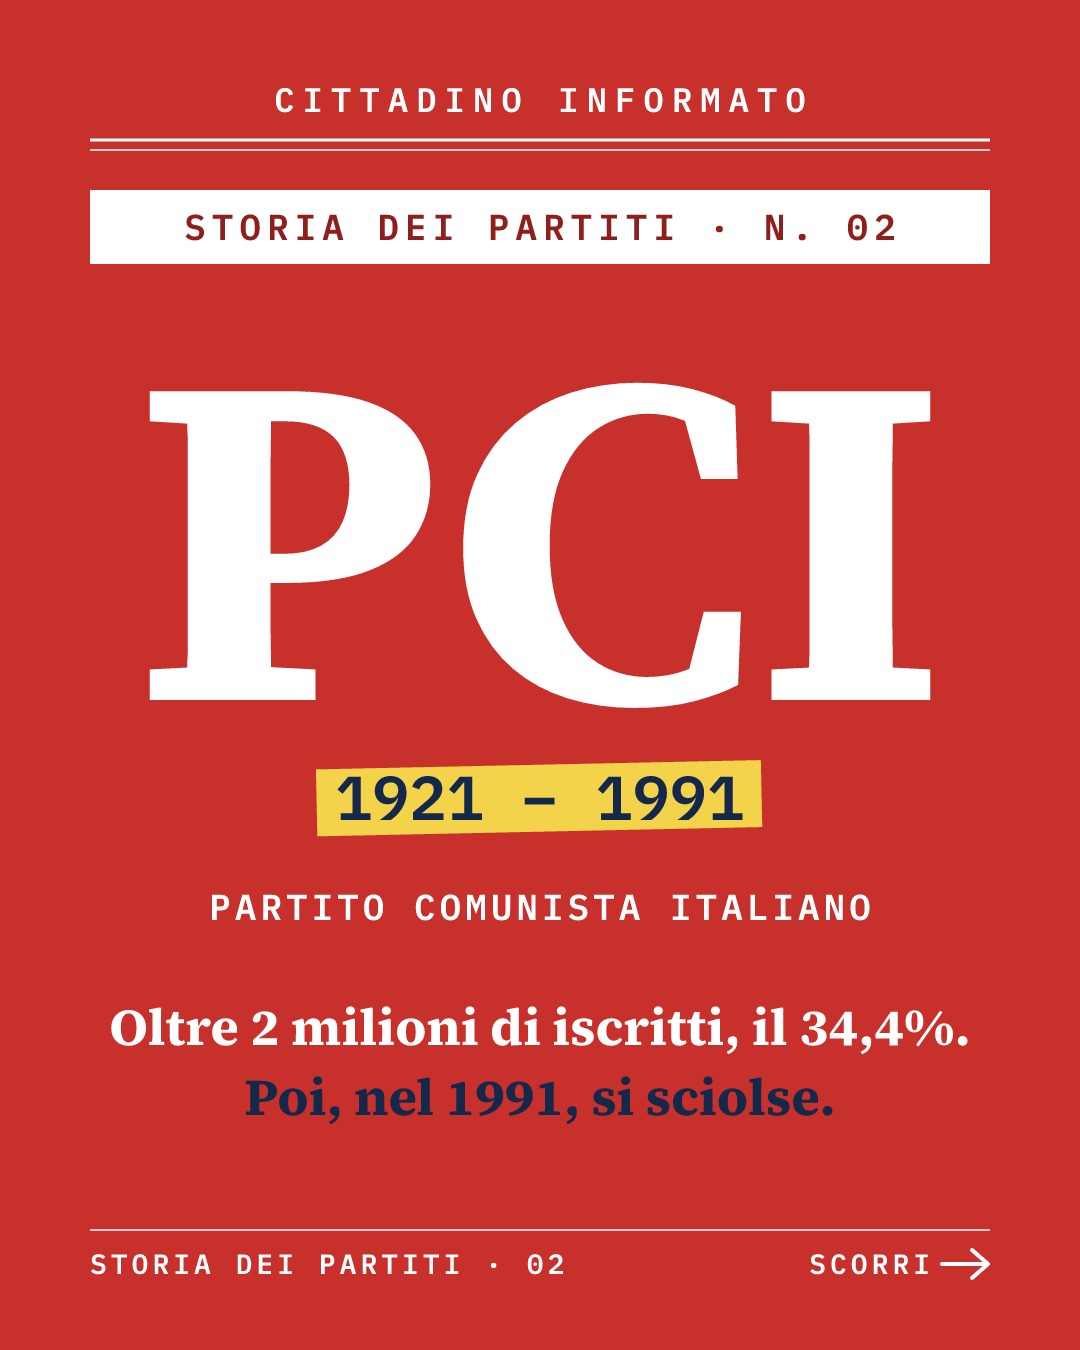 CITTADINO INFORMATO
STORIA DEI PARTITI · N. 02
PCI
1921 – 1991
PARTITO COMUNISTA ITALIANO
Oltre 2 milioni di iscritti, il 34,4%.
Poi, nel 1991, si sciolse.
STORIA DEI PARTITI · 02
SCORRI →